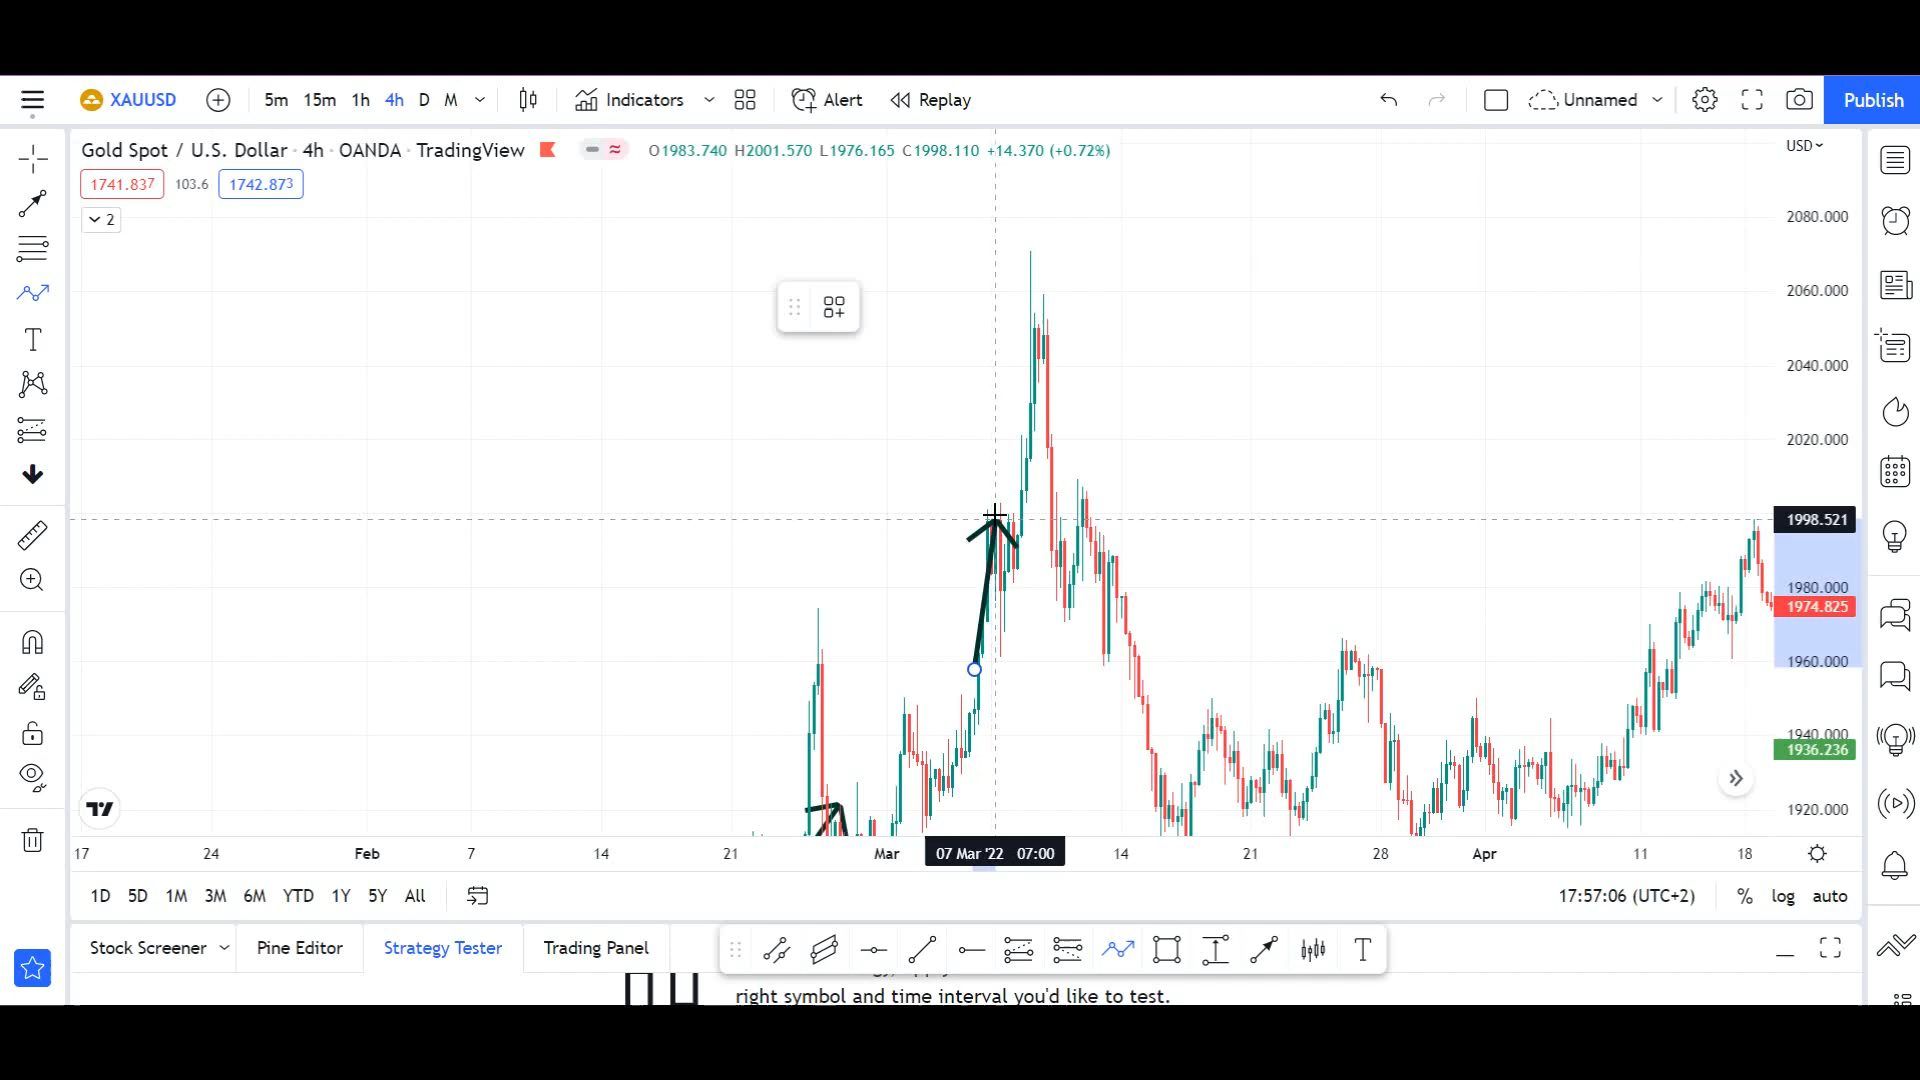 XAUUSD 5m 15m 1h 4h D M Indicators Alert Replay Unnamed Publish
Gold Spot / U.S. Dollar · 4h · OANDA · TradingView O1983.740 H2001.570 L1976.165 C1998.110 +14.370 (+0.72%) USD
1741.837 103.6 1742.873
2
2080.000
2060.000
2040.000
2020.000
1998.521
1980.000
1974.825
1960.000
1940.000
1936.236
1920.000
17 24 Feb 7 14 21 Mar 07 Mar '22 07:00 14 21 28 Apr 11 18
1D 5D 1M 3M 6M YTD 1Y 5Y All 17:57:06 (UTC+2) % log auto
Stock Screener Pine Editor Strategy Tester Trading Panel
right symbol and time interval you'd like to test.